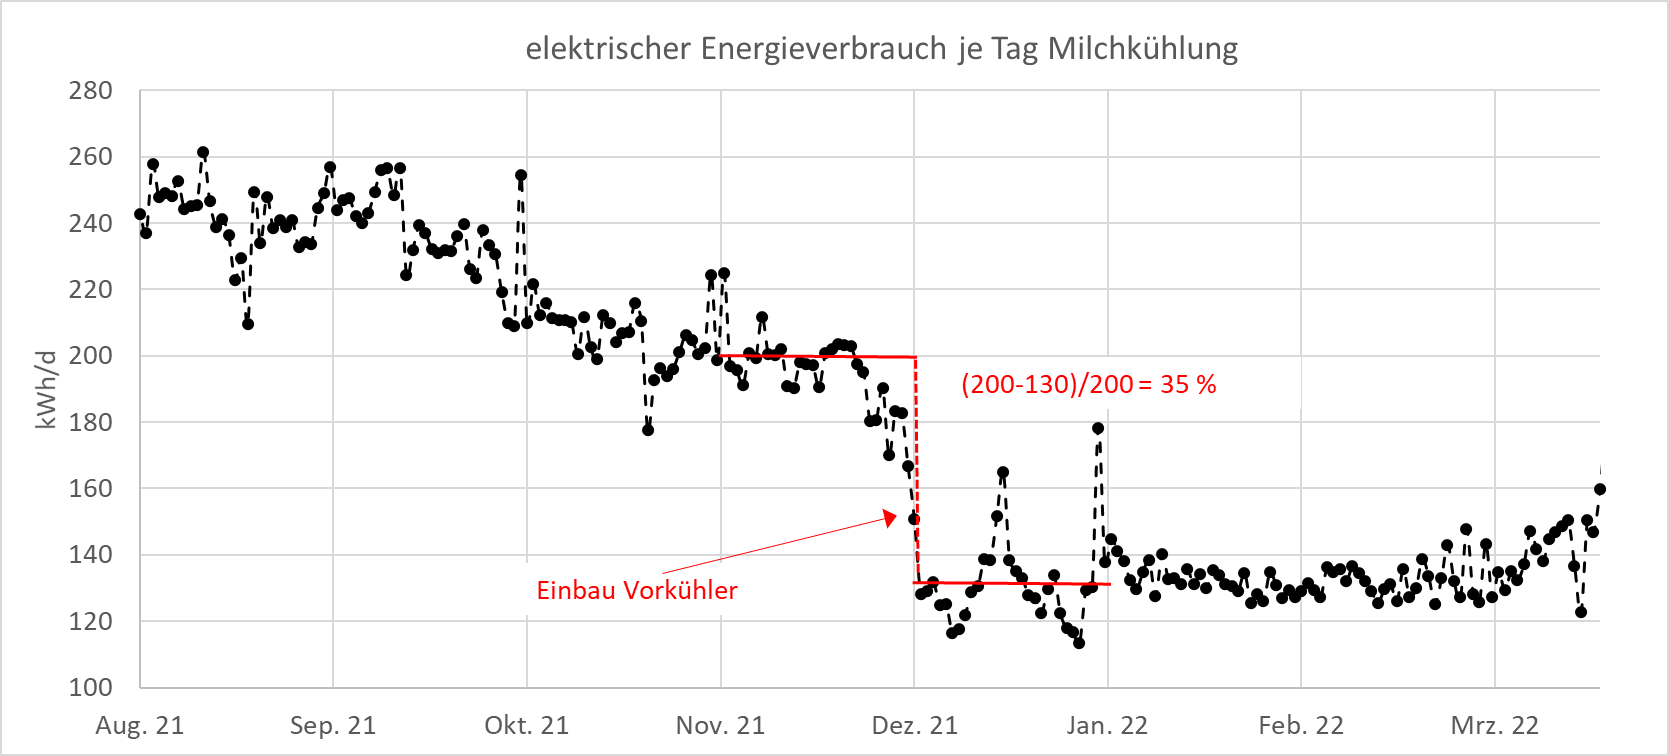 elektrischer Energieverbrauch je Tag Milchkühlung
kWh/d
280
260
240
220
200
180
160
140
120
100
(200-130)/200 = 35 %
Einbau Vorkühler
Aug. 21 Sep. 21 Okt. 21 Nov. 21 Dez. 21 Jan. 22 Feb. 22 Mrz. 22